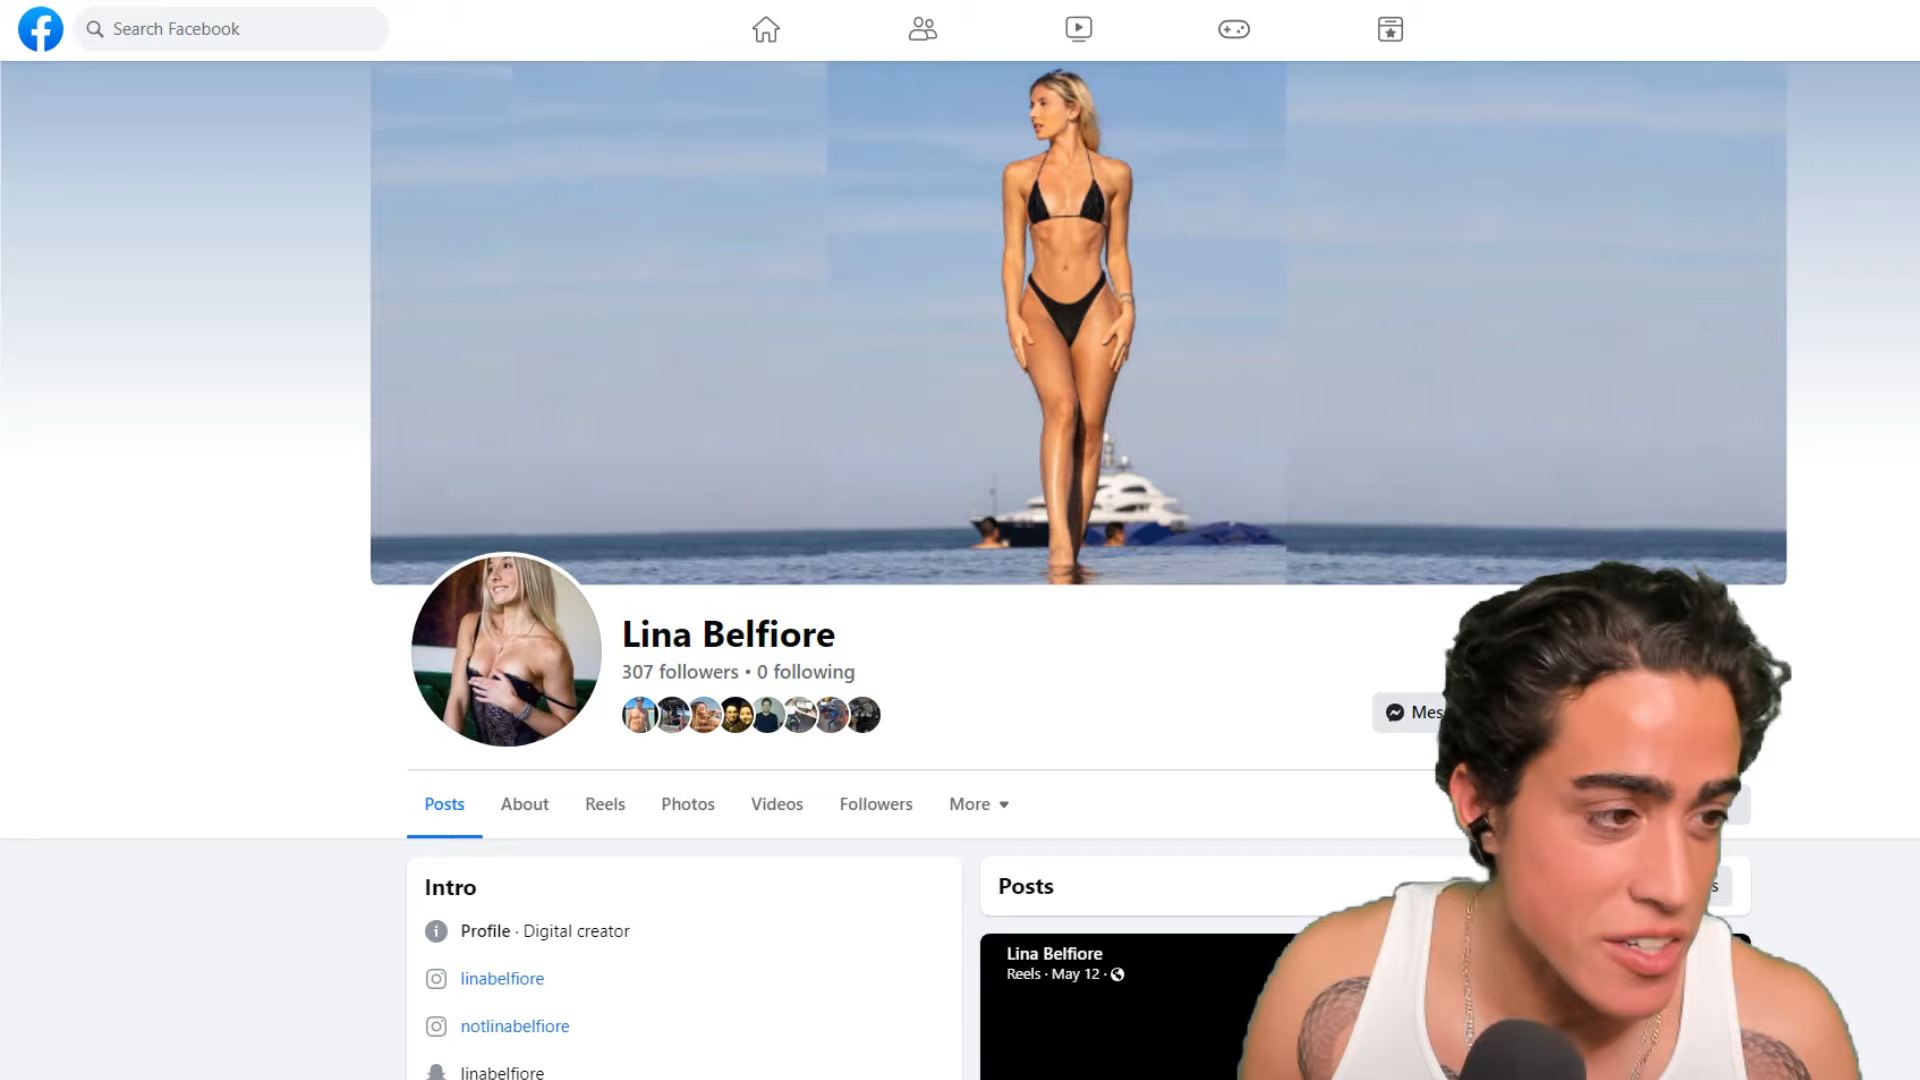 Search Facebook
Lina Belfiore
307 followers • 0 following
Mes
Posts
About
Reels
Photos
Videos
Followers
More
Intro
Profile · Digital creator
linabelfiore
notlinabelfiore
linabelfiore
Posts
s
Lina Belfiore
Reels · May 12 ·